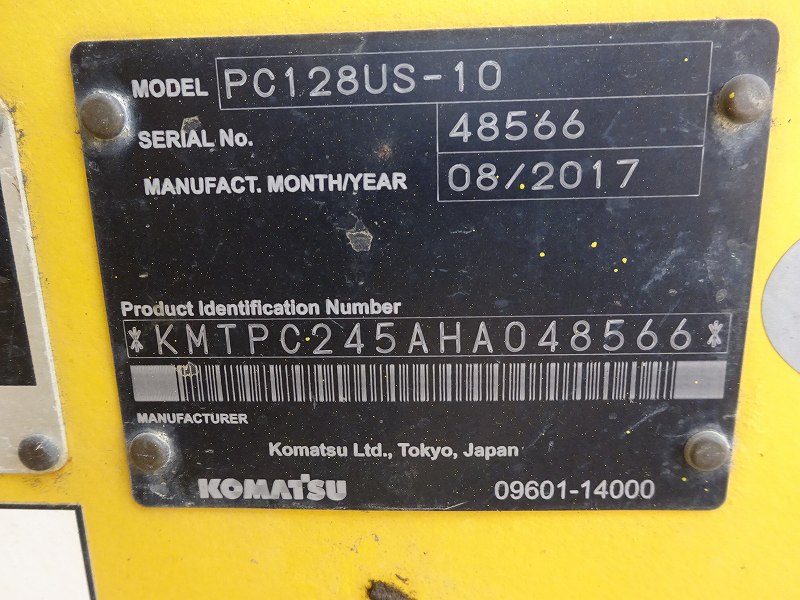 MODEL PC128US-10
SERIAL No. 48566
MANUFACT. MONTH/YEAR 08/2017
Product Identification Number
*KMTPC245AHA048566*
MANUFACTURER
Komatsu Ltd., Tokyo, Japan
KOMATSU 09601-14000